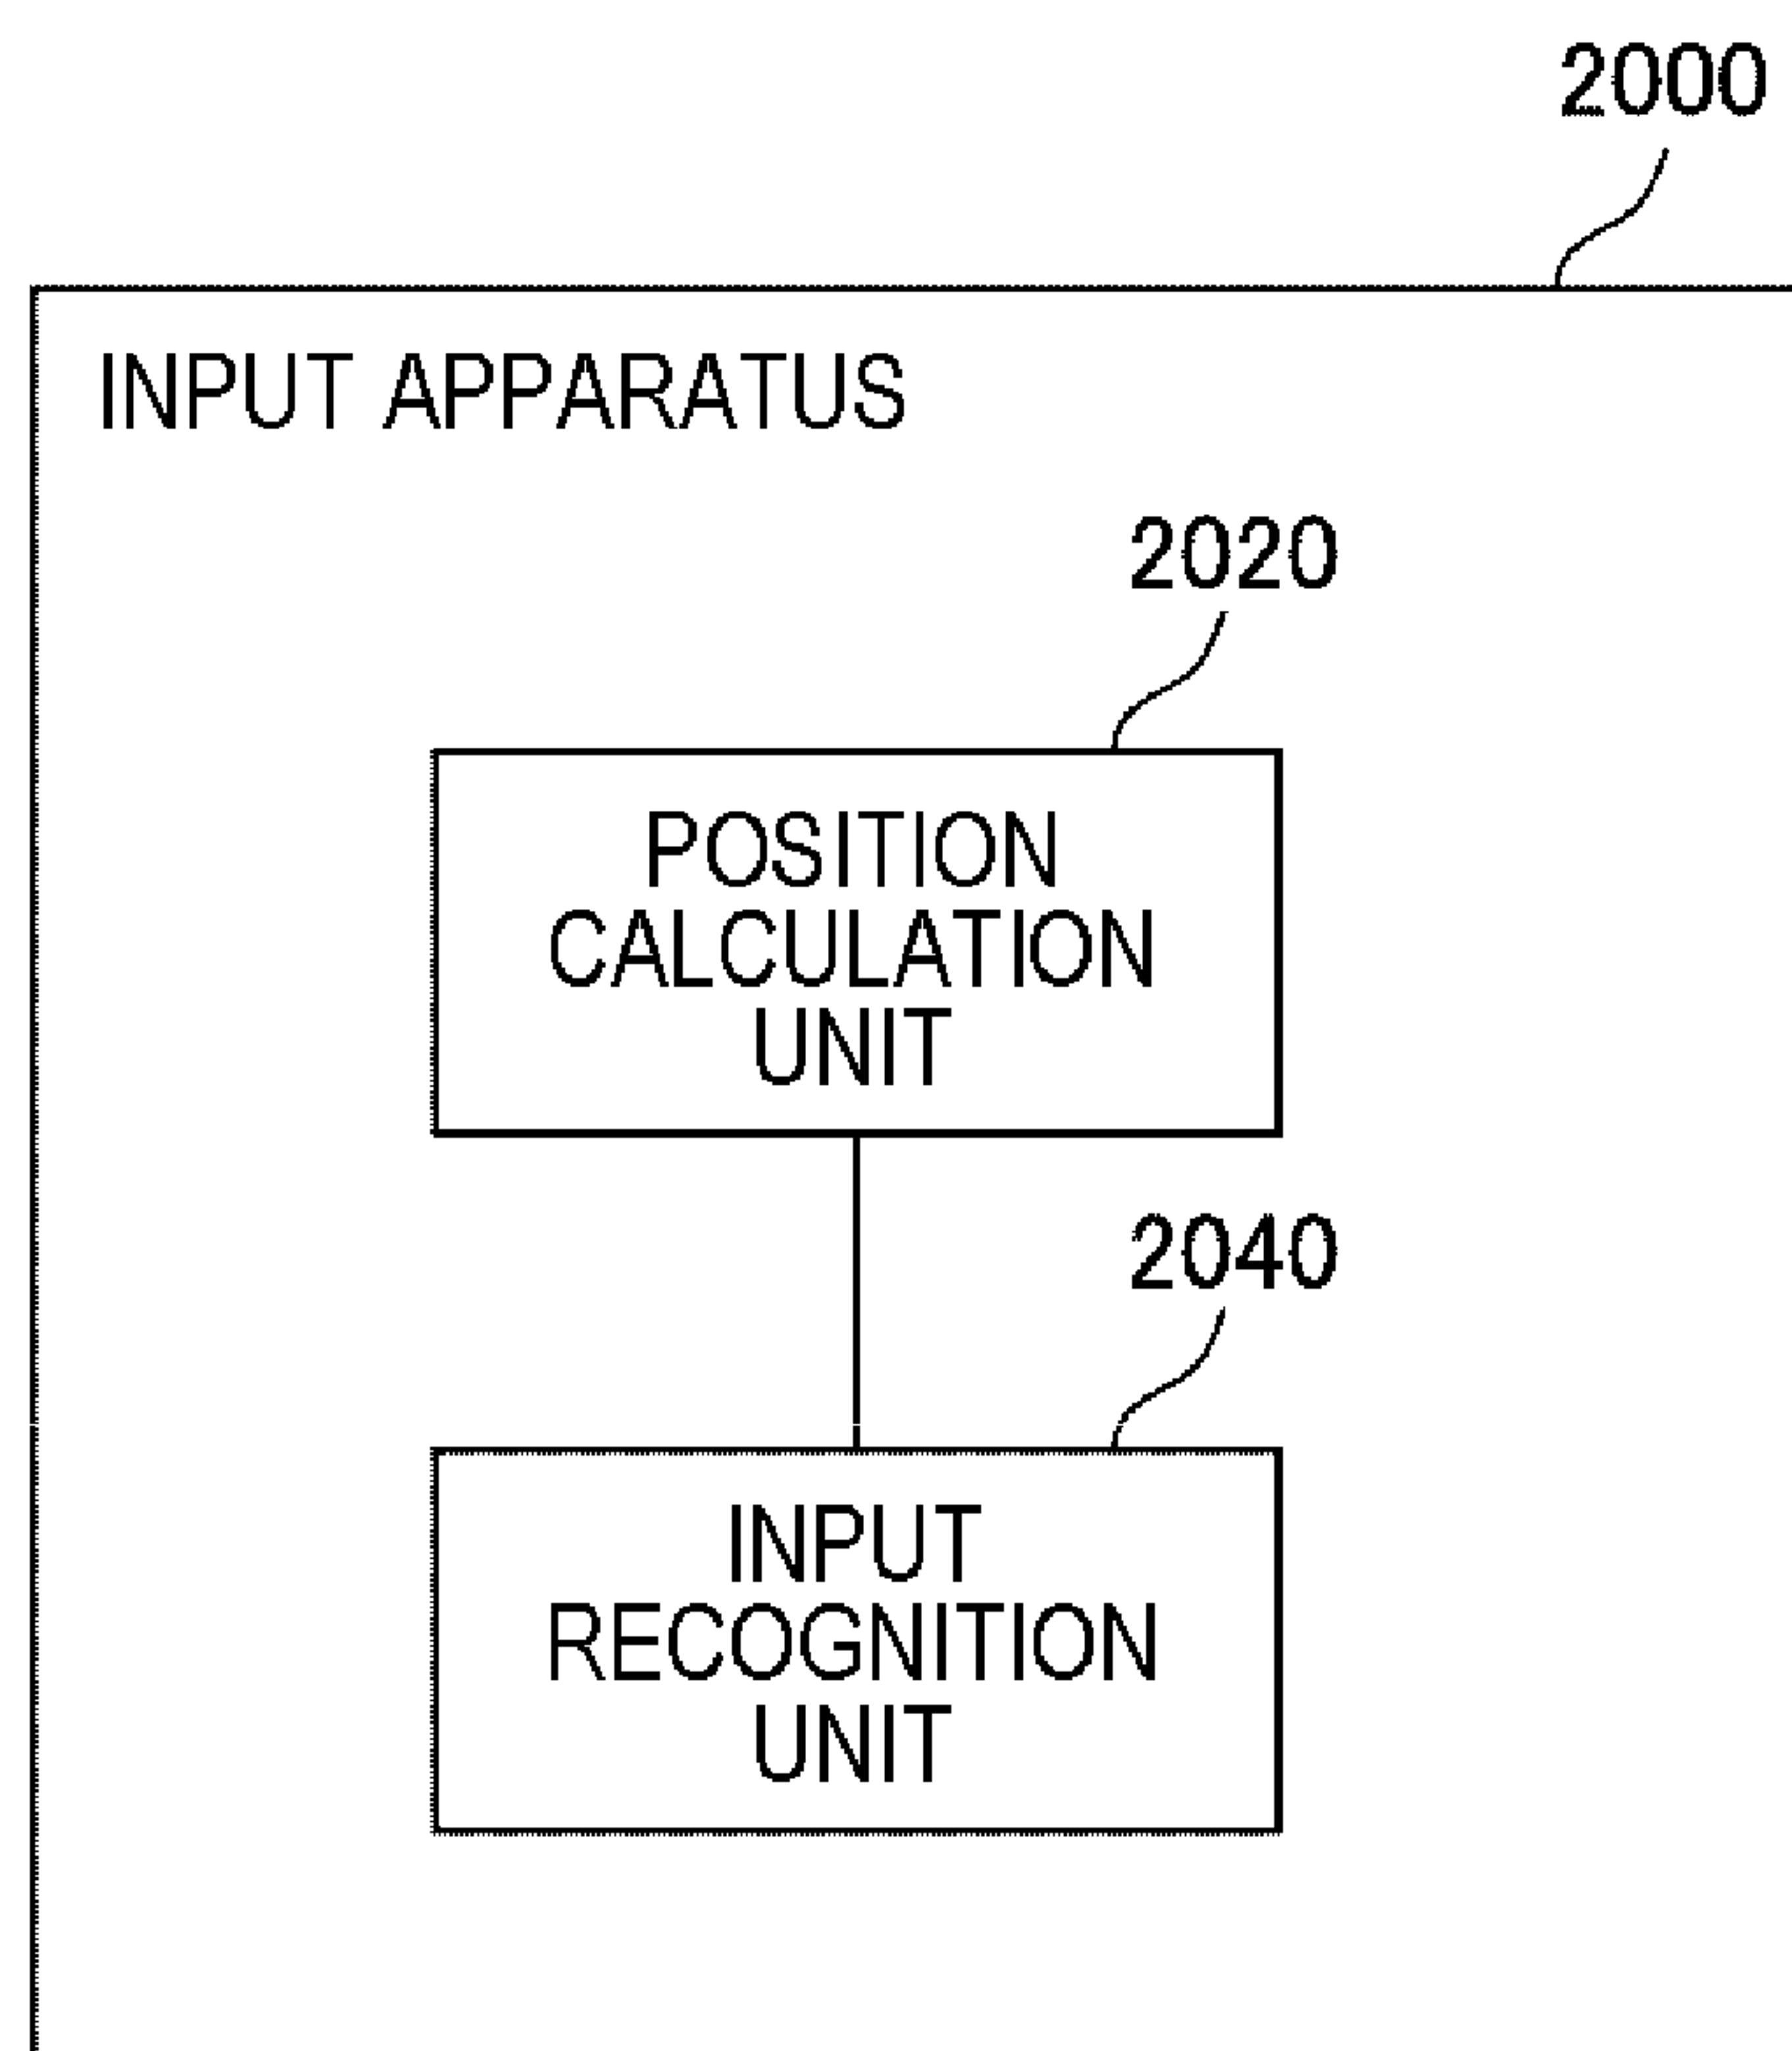 2000
INPUT APPARATUS
2020
POSITION
CALCULATION
UNIT
2040
INPUT
RECOGNITION
UNIT